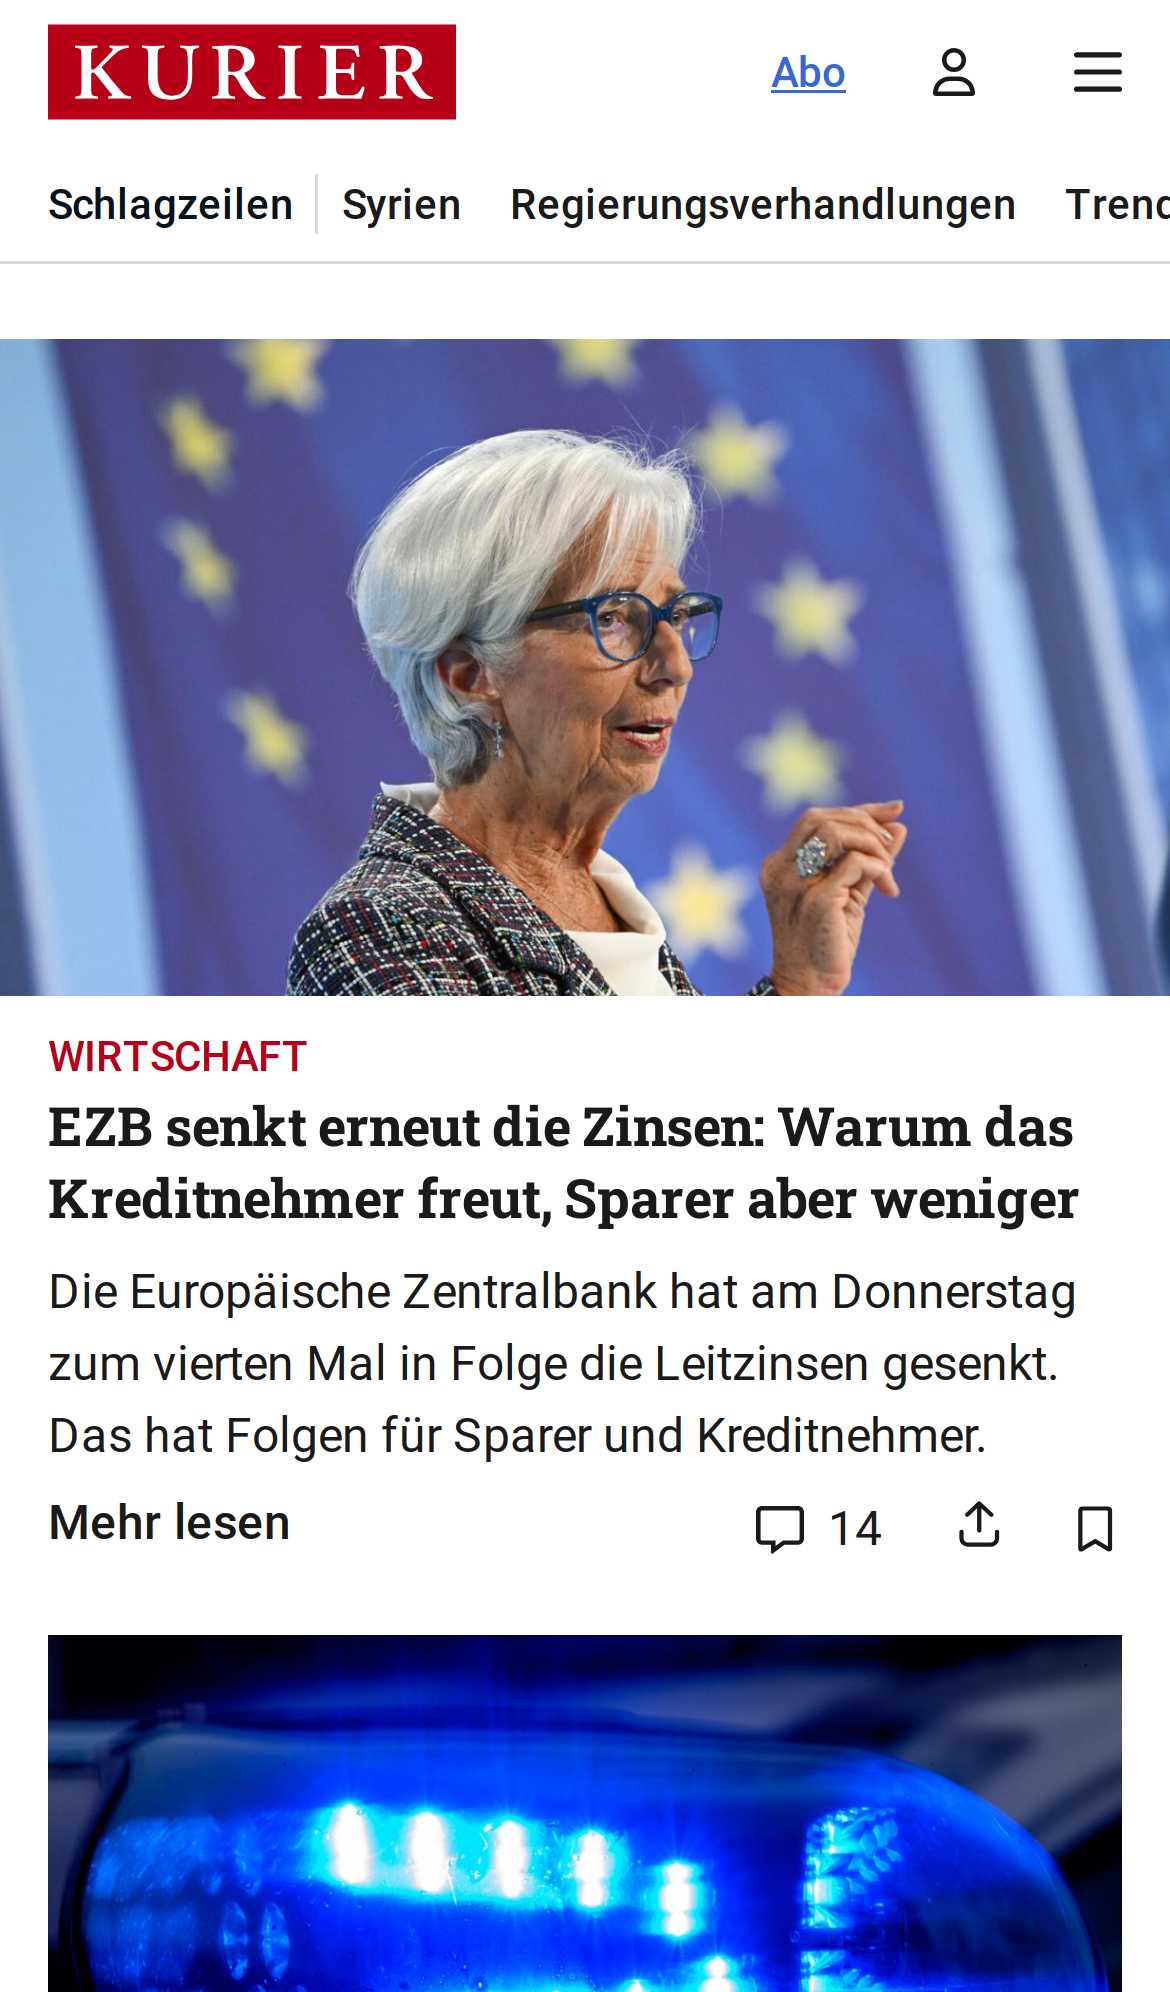 KURIER
Abo
Schlagzeilen
Syrien
Regierungsverhandlungen
Trend
WIRTSCHAFT
EZB senkt erneut die Zinsen: Warum das
Kreditnehmer freut, Sparer aber weniger
Die Europäische Zentralbank hat am Donnerstag
zum vierten Mal in Folge die Leitzinsen gesenkt.
Das hat Folgen für Sparer und Kreditnehmer.
Mehr lesen
14